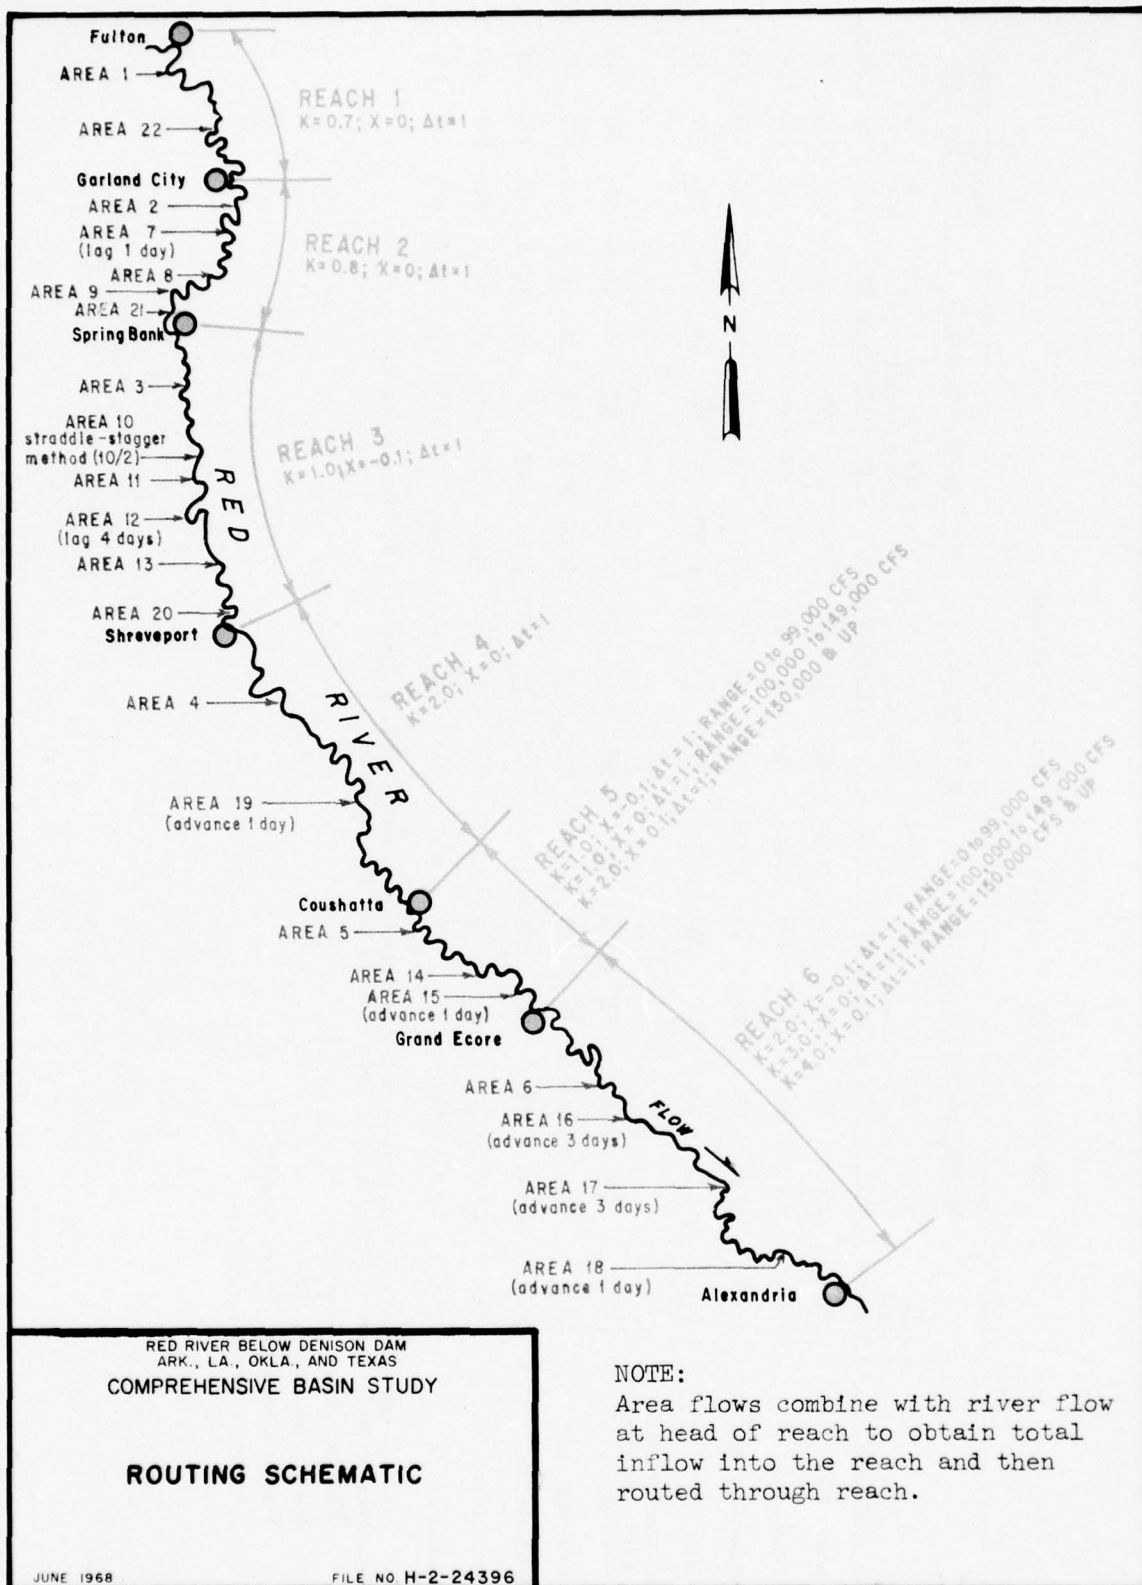 Fulton
AREA 1
REACH 1
K=0.7; X=0; Δt=1
AREA 22
Garland City
AREA 2
AREA 7
(lag 1 day)
REACH 2
K=0.8; X=0; Δt=1
AREA 8
AREA 9
AREA 21
Spring Bank
N
AREA 3
AREA 10
straddle-stagger
method (10/2)
REACH 3
K=1.0; X=-0.1; Δt=1
AREA 11
RED
AREA 12
(lag 4 days)
AREA 13
AREA 20
Shreveport
REACH 4
K=2.0; X=0; Δt=1
AREA 4
RIVER
AREA 19
(advance 1 day)
REACH 5
K=1.0; X=-0.1; Δt=1; RANGE=0 to 99,000 CFS
K=1.0; X=0; Δt=1; RANGE=100,000 to 149,000 CFS
K=2.0; X=0.1; Δt=1; RANGE=150,000 & UP
Coushatta
AREA 5
AREA 14
AREA 15
(advance 1 day)
Grand Ecore
REACH 6
K=2.0; X=-0.1; Δt=1; RANGE=0 to 99,000 CFS
K=3.0; X=0; Δt=1; RANGE=100,000 to 149,000 CFS
K=4.0; X=0.1; Δt=1; RANGE=150,000 CFS & UP
AREA 6
AREA 16
(advance 3 days)
FLOW
AREA 17
(advance 3 days)
AREA 18
(advance 1 day)
Alexandria
RED RIVER BELOW DENISON DAM
ARK., LA., OKLA., AND TEXAS
COMPREHENSIVE BASIN STUDY
ROUTING SCHEMATIC
JUNE 1968
FILE NO. H-2-24396
NOTE:
Area flows combine with river flow
at head of reach to obtain total
inflow into the reach and then
routed through reach.